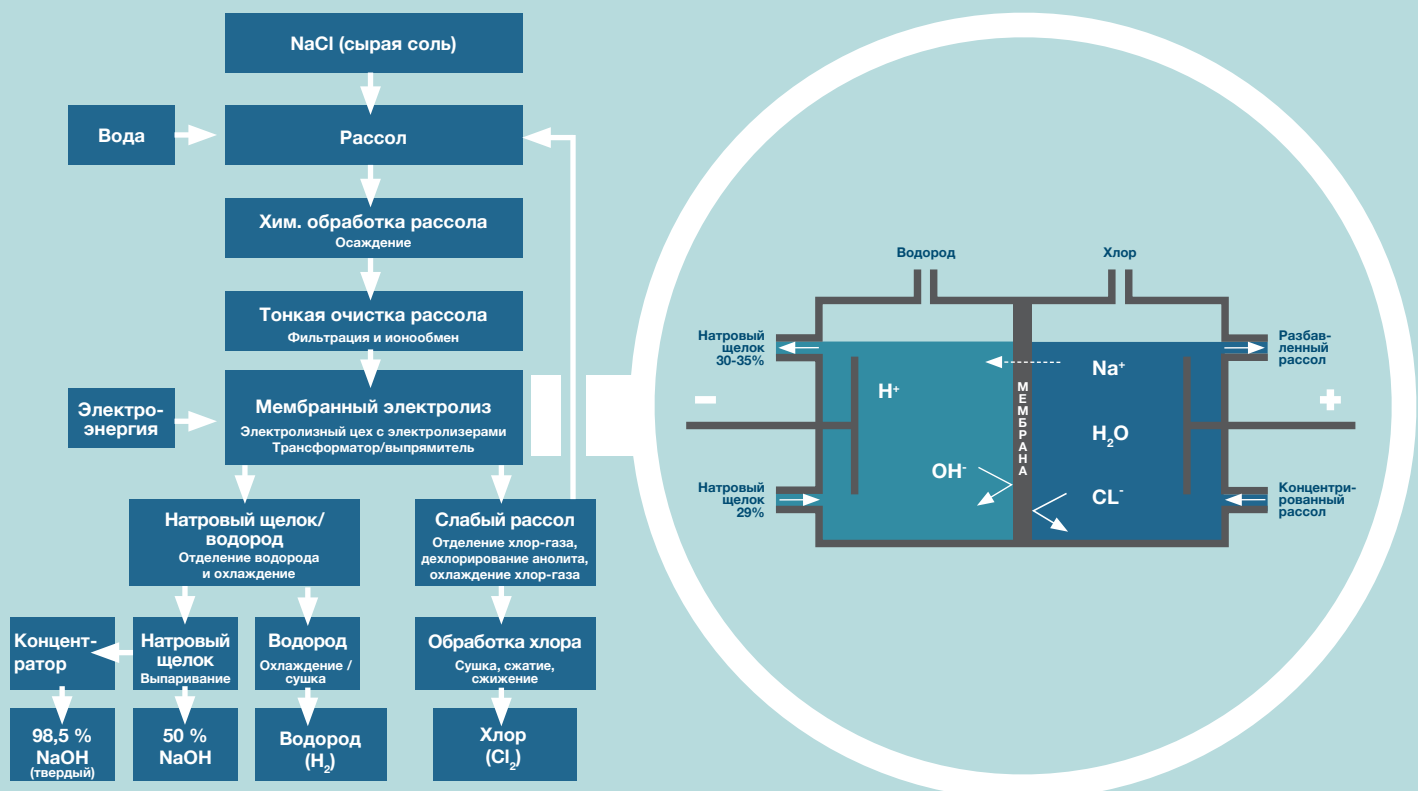 NaCl (сырая соль)
Вода
Рассол
Хим. обработка рассола
Осаждение
Тонкая очистка рассола
Фильтрация и ионообмен
Электро-
энергия
Мембранный электролиз
Электролизный цех с электролизерами
Трансформатор/выпрямитель
Натровый щелок/
водород
Отделение водорода
и охлаждение
Слабый рассол
Отделение хлор-газа,
дехлорирование анолита,
охлаждение хлор-газа
Концент-
ратор
Натровый
щелок
Выпаривание
Водород
Охлаждение /
сушка
Обработка хлора
Сушка, сжатие,
сжижение
98,5 %
NaOH
(твердый)
50 %
NaOH
Водород
(H₂)
Хлор
(Cl₂)
Водород
Хлор
Натровый
щелок
30-35%
Разбав-
ленный
рассол
-
+
H⁺
Na⁺
H₂O
OH⁻
CL⁻
МЕМБРАНА
Натровый
щелок
29%
Концентри-
рованный
рассол